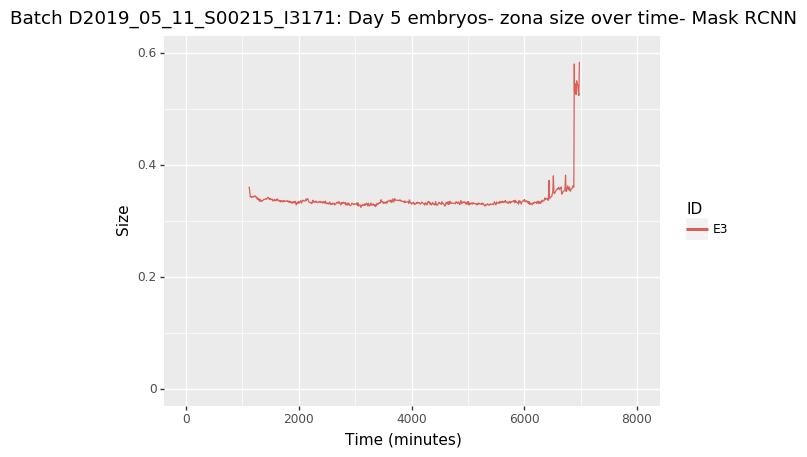 Batch D2019_05_11_S00215_I3171: Day 5 embryos- zona size over time- Mask RCNN
0.6
0.4
0.2
0
Size
0 2000 4000 6000 8000
Time (minutes)
ID
E3